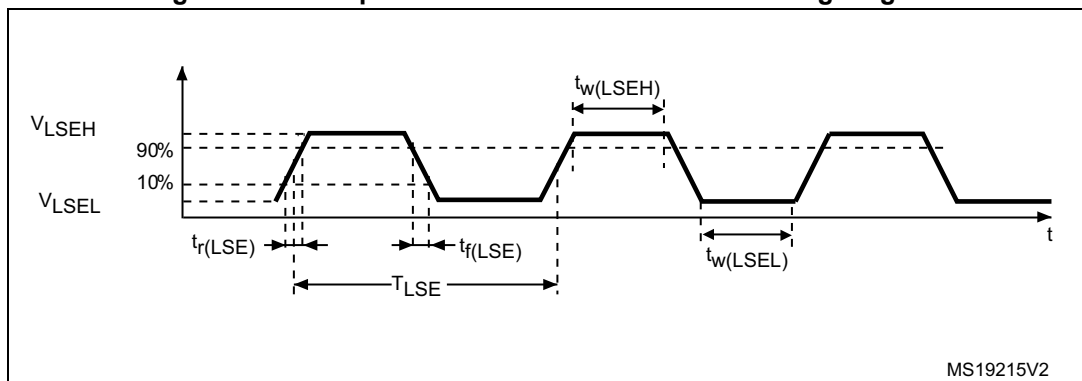 tw(LSEH)
VLSEH
90%
10%
VLSEL
tr(LSE)
tf(LSE)
tw(LSEL)
t
TLSE
MS19215V2